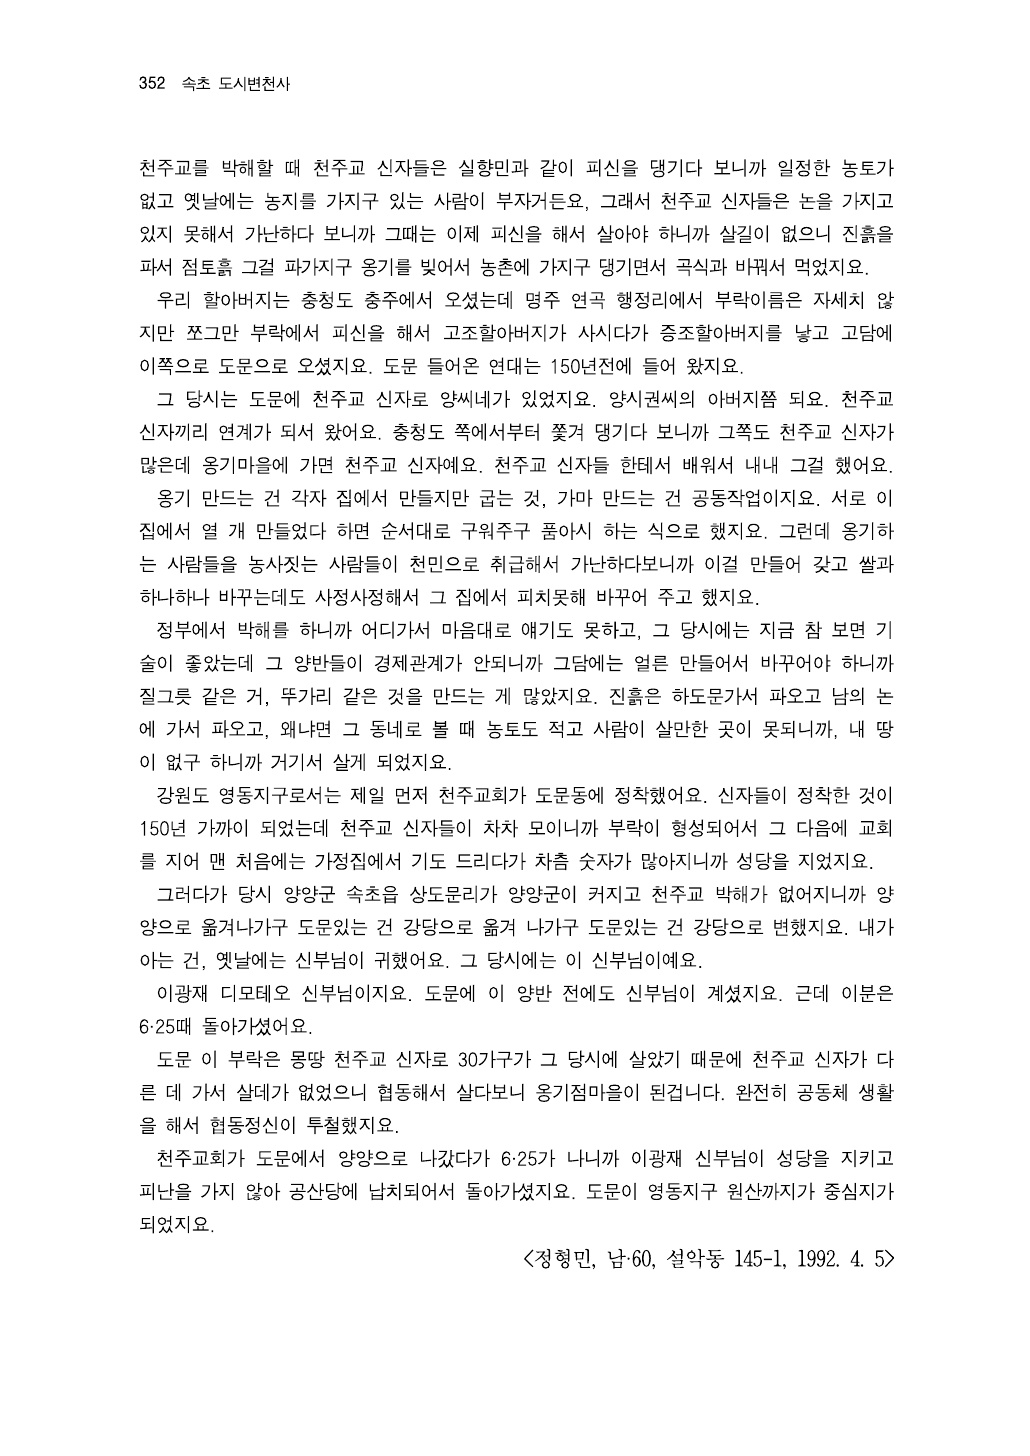 352 속초 도시변천사
천주교를 박해할 때 천주교 신자들은 실향민과 같이 피신을 댕기다 보니까 일정한 농토가
없고 옛날에는 농지를 가지구 있는 사람이 부자거든요, 그래서 천주교 신자들은 논을 가지고
있지 못해서 가난하다 보니까 그때는 이제 피신을 해서 살아야 하니까 살길이 없으니 진흙을
파서 점토흙 그걸 파가지구 옹기를 빚어서 농촌에 가지구 댕기면서 곡식과 바꿔서 먹었지요.
우리 할아버지는 충청도 충주에서 오셨는데 명주 연곡 행정리에서 부락이름은 자세치 않
지만 쪼그만 부락에서 피신을 해서 고조할아버지가 사시다가 증조할아버지를 낳고 고담에
이쪽으로 도문으로 오셨지요. 도문 들어온 연대는 150년전에 들어 왔지요.
그 당시는 도문에 천주교 신자로 양씨네가 있었지요. 양시권씨의 아버지쯤 되요. 천주교
신자끼리 연계가 되서 왔어요. 충청도 쪽에서부터 쫓겨 댕기다 보니까 그쪽도 천주교 신자가
많은데 옹기마을에 가면 천주교 신자예요. 천주교 신자들 한테서 배워서 내내 그걸 했어요.
옹기 만드는 건 각자 집에서 만들지만 굽는 것, 가마 만드는 건 공동작업이지요. 서로 이
집에서 열 개 만들었다 하면 순서대로 구워주구 품아시 하는 식으로 했지요. 그런데 옹기하
는 사람들을 농사짓는 사람들이 천민으로 취급해서 가난하다보니까 이걸 만들어 갖고 쌀과
하나하나 바꾸는데도 사정사정해서 그 집에서 피치못해 바꾸어 주고 했지요.
정부에서 박해를 하니까 어디가서 마음대로 얘기도 못하고, 그 당시에는 지금 참 보면 기
술이 좋았는데 그 양반들이 경제관계가 안되니까 그담에는 얼른 만들어서 바꾸어야 하니까
질그릇 같은 거, 뚜가리 같은 것을 만드는 게 많았지요. 진흙은 하도문가서 파오고 남의 논
에 가서 파오고, 왜냐면 그 동네로 볼 때 농토도 적고 사람이 살만한 곳이 못되니까, 내 땅
이 없구 하니까 거기서 살게 되었지요.
강원도 영동지구로서는 제일 먼저 천주교회가 도문동에 정착했어요. 신자들이 정착한 것이
150년 가까이 되었는데 천주교 신자들이 차차 모이니까 부락이 형성되어서 그 다음에 교회
를 지어 맨 처음에는 가정집에서 기도 드리다가 차츰 숫자가 많아지니까 성당을 지었지요.
그러다가 당시 양양군 속초읍 상도문리가 양양군이 커지고 천주교 박해가 없어지니까 양
양으로 옮겨나가구 도문있는 건 강당으로 옮겨 나가구 도문있는 건 강당으로 변했지요. 내가
아는 건, 옛날에는 신부님이 귀했어요. 그 당시에는 이 신부님이예요.
이광재 디모테오 신부님이지요. 도문에 이 양반 전에도 신부님이 계셨지요. 근데 이분은
6·25때 돌아가셨어요.
도문 이 부락은 몽땅 천주교 신자로 30가구가 그 당시에 살았기 때문에 천주교 신자가 다
른 데 가서 살데가 없었으니 협동해서 살다보니 옹기점마을이 된겁니다. 완전히 공동체 생활
을 해서 협동정신이 투철했지요.
천주교회가 도문에서 양양으로 나갔다가 6·25가 나니까 이광재 신부님이 성당을 지키고
피난을 가지 않아 공산당에 납치되어서 돌아가셨지요. 도문이 영동지구 원산까지가 중심지가
되었지요.
<정형민, 남·60, 설악동 145-1, 1992. 4. 5>